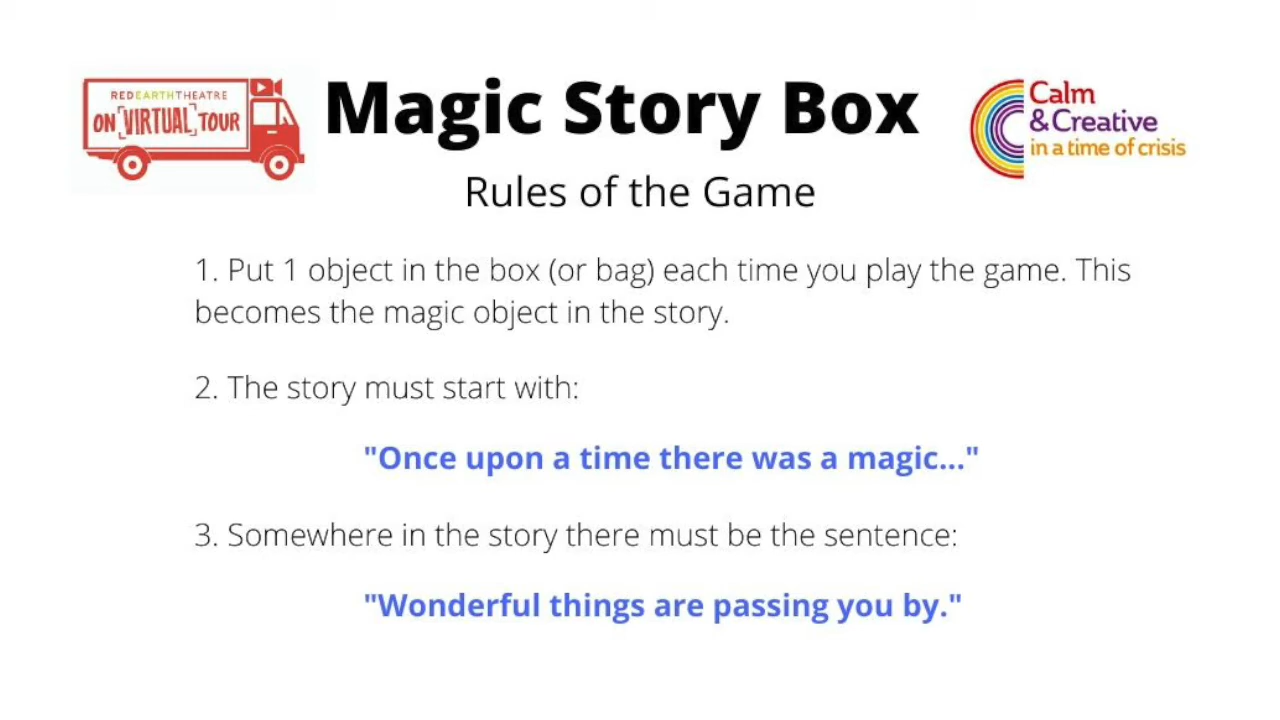 REDEARTHTHEATRE
ON VIRTUAL TOUR
Magic Story Box
Calm
& Creative
in a time of crisis
Rules of the Game
1. Put 1 object in the box (or bag) each time you play the game. This
becomes the magic object in the story.
2. The story must start with:
"Once upon a time there was a magic..."
3. Somewhere in the story there must be the sentence:
"Wonderful things are passing you by."